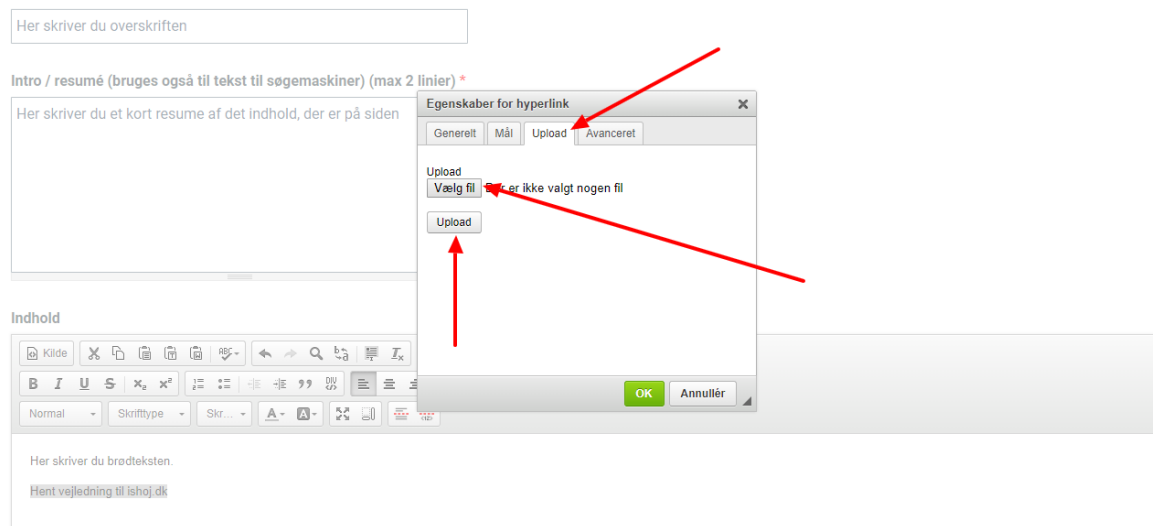 Her skriver du overskriften
Intro / resumé (bruges også til tekst til søgemaskiner) (max 2 linier) *
Her skriver du et kort resume af det indhold, der er på siden
Egenskaber for hyperlink
Generelt Mål Upload Avanceret
Upload
Vælg fil Der er ikke valgt nogen fil
Upload
OK Annullér
Indhold
Kilde
Normal Skrifttype Skr...
Her skriver du brødteksten.
Hent vejledning til ishoj.dk